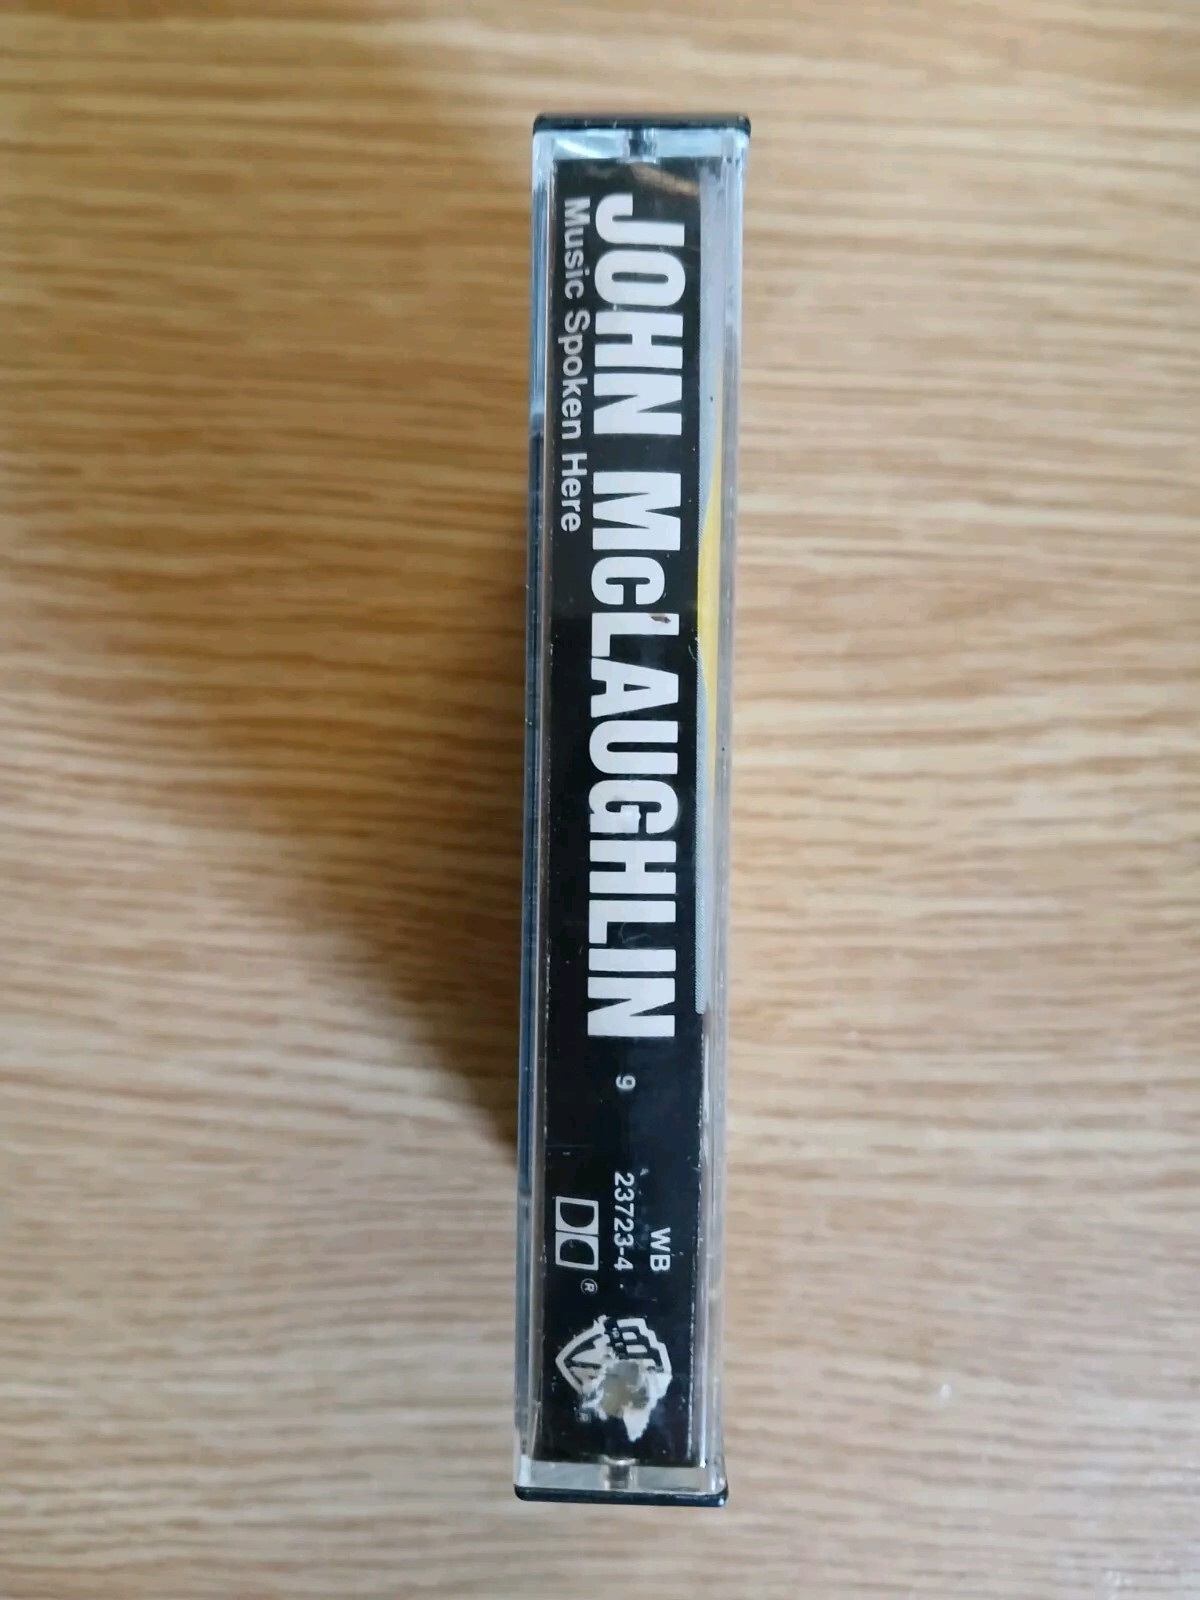 JOHN McLAUGHLIN
Music Spoken Here
9
WB
23723-4
®